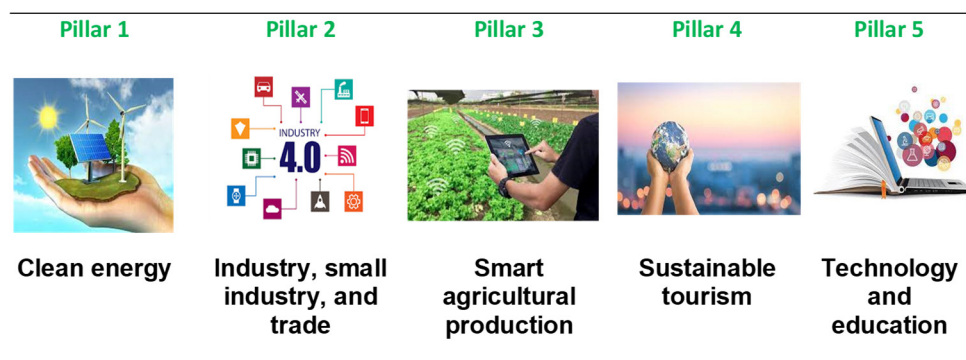 Pillar 1
Pillar 2
Pillar 3
Pillar 4
Pillar 5
INDUSTRY
4.0
Clean energy
Industry, small
industry, and
trade
Smart
agricultural
production
Sustainable
tourism
Technology
and
education